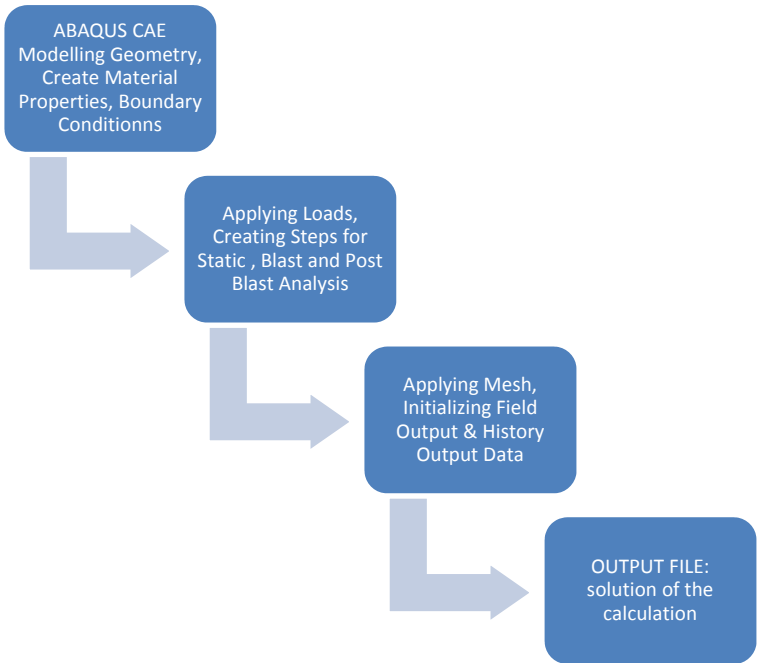 ABAQUS CAE
Modelling Geometry,
Create Material
Properties, Boundary
Conditionns
Applying Loads,
Creating Steps for
Static , Blast and Post
Blast Analysis
Applying Mesh,
Initializing Field
Output & History
Output Data
OUTPUT FILE:
solution of the
calculation